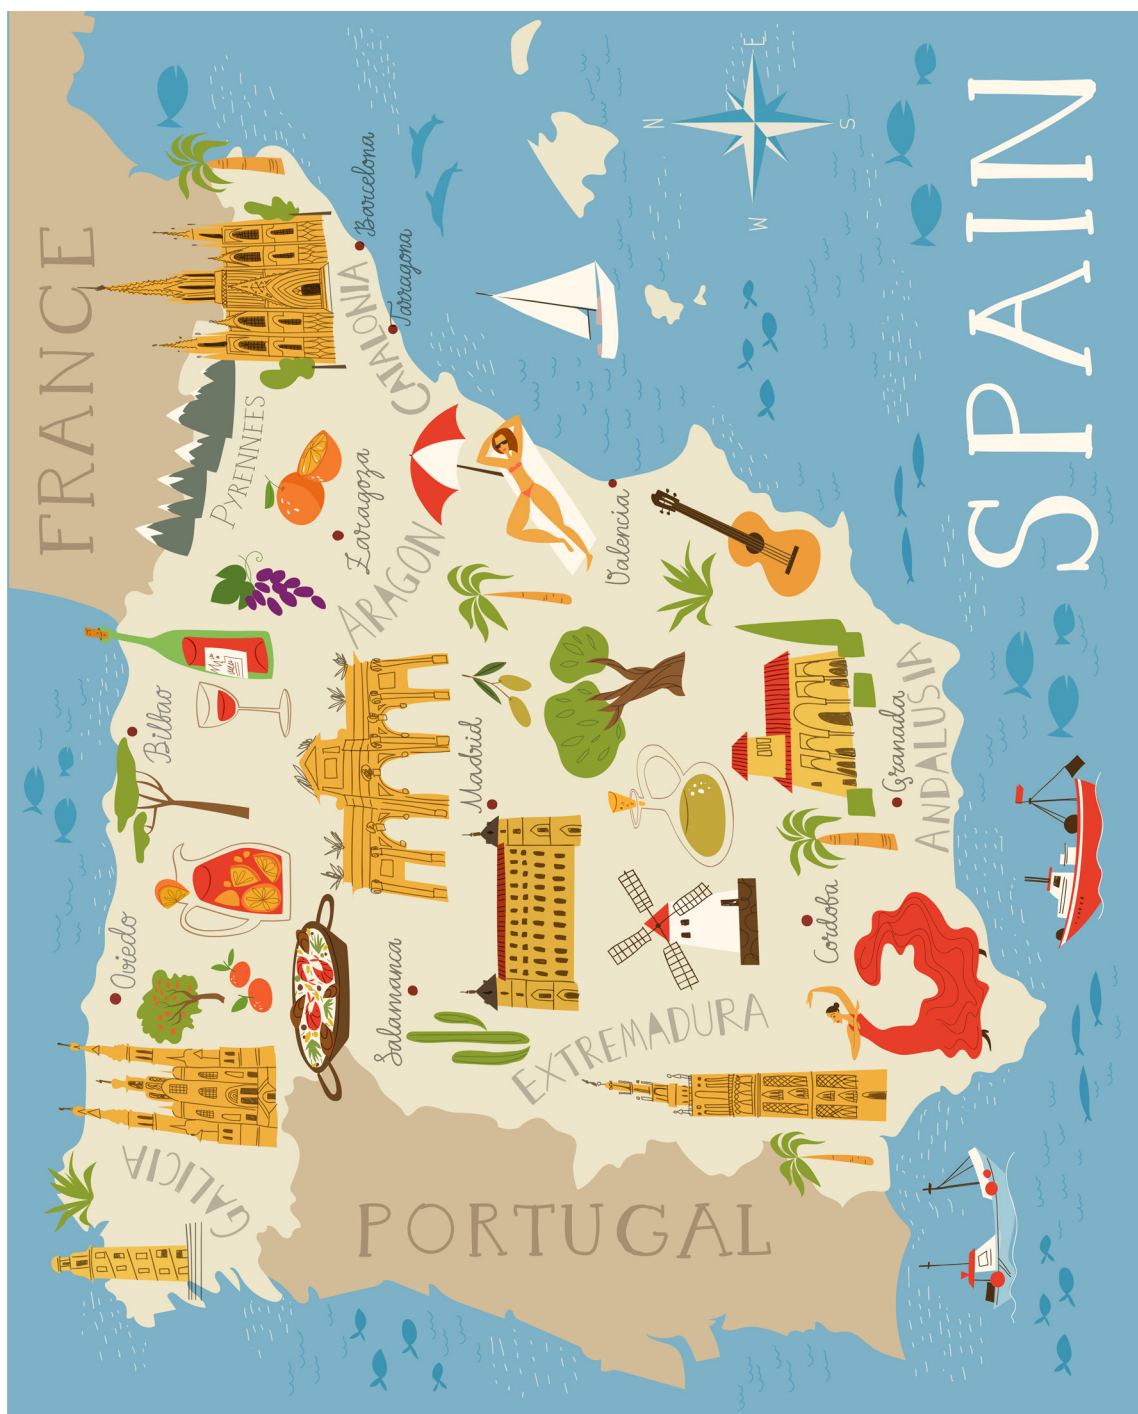 FRANCE
PYRENNEES
Barcelona
Tarragona
CATALONIA
Zaragoza
ARAGON
Bilbao
Oviedo
GALICIA
Madrid
Salamanca
Valencia
EXTREMADURA
PORTUGAL
Cordoba
Granada
ANDALUSIA
N
E
S
W
SPAIN